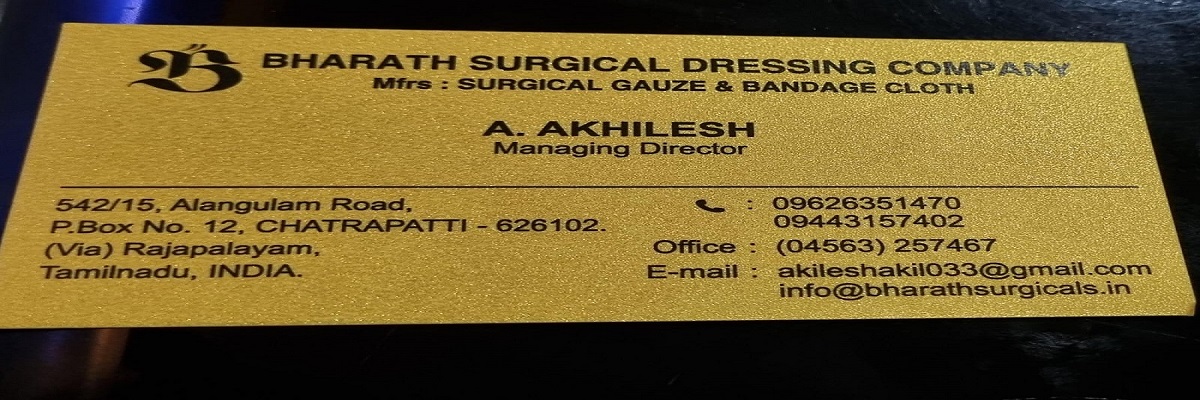 B
BHARATH SURGICAL DRESSING COMPANY
Mfrs : SURGICAL GAUZE & BANDAGE CLOTH
A. AKHILESH
Managing Director
542/15, Alangulam Road,
P.Box No. 12, CHATRAPATTI - 626102.
(Via) Rajapalayam,
Tamilnadu, INDIA.
: 09626351470
09443157402
Office : (04563) 257467
E-mail : akileshakil033@gmail.com
info@bharathsurgicals.in